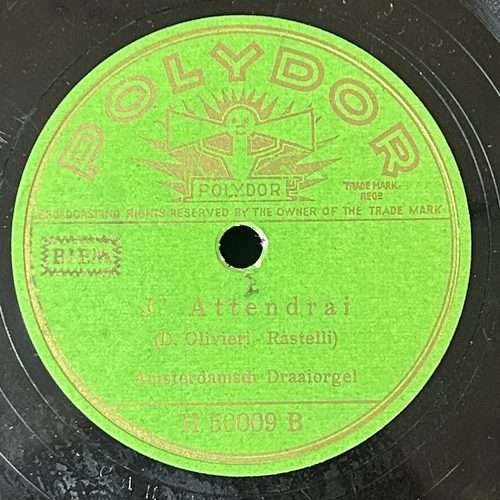 POLYDOR
POLYDOR
TRADE MARK
REGD
BROADCASTING RIGHTS RESERVED BY THE OWNER OF THE TRADE MARK
B.I.E.M.
J' Attendrai
(D. Olivieri - Rastelli)
Amsterdamsch Draaiorgel
H 50009 B